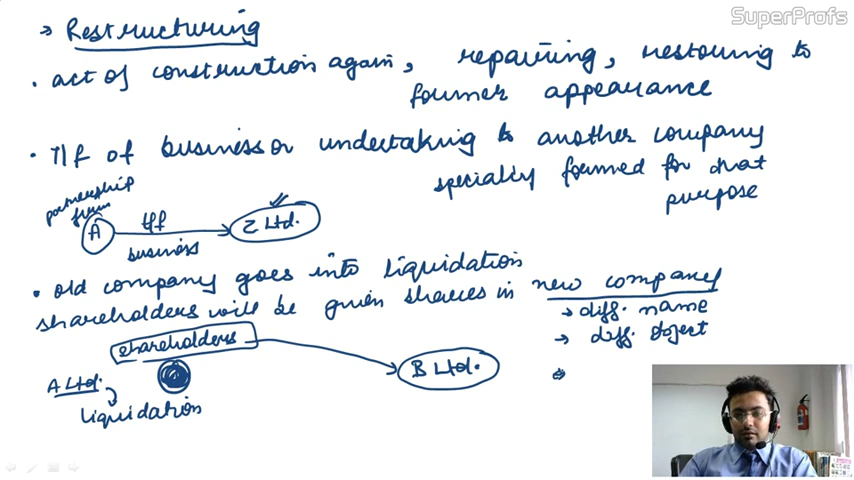 SuperProfs
→ Restructuring
• act of construction again, repairing, restoring to
former appearance
• T/f of business or undertaking to another company
specially formed for that
purpose
partnership
firm
A tff Z Ltd.
business
• old company goes into liquidation
shareholders will be given shares in new company
→ diff. name
→ diff. object
shareholders
B Ltd.
A Ltd.
liquidation